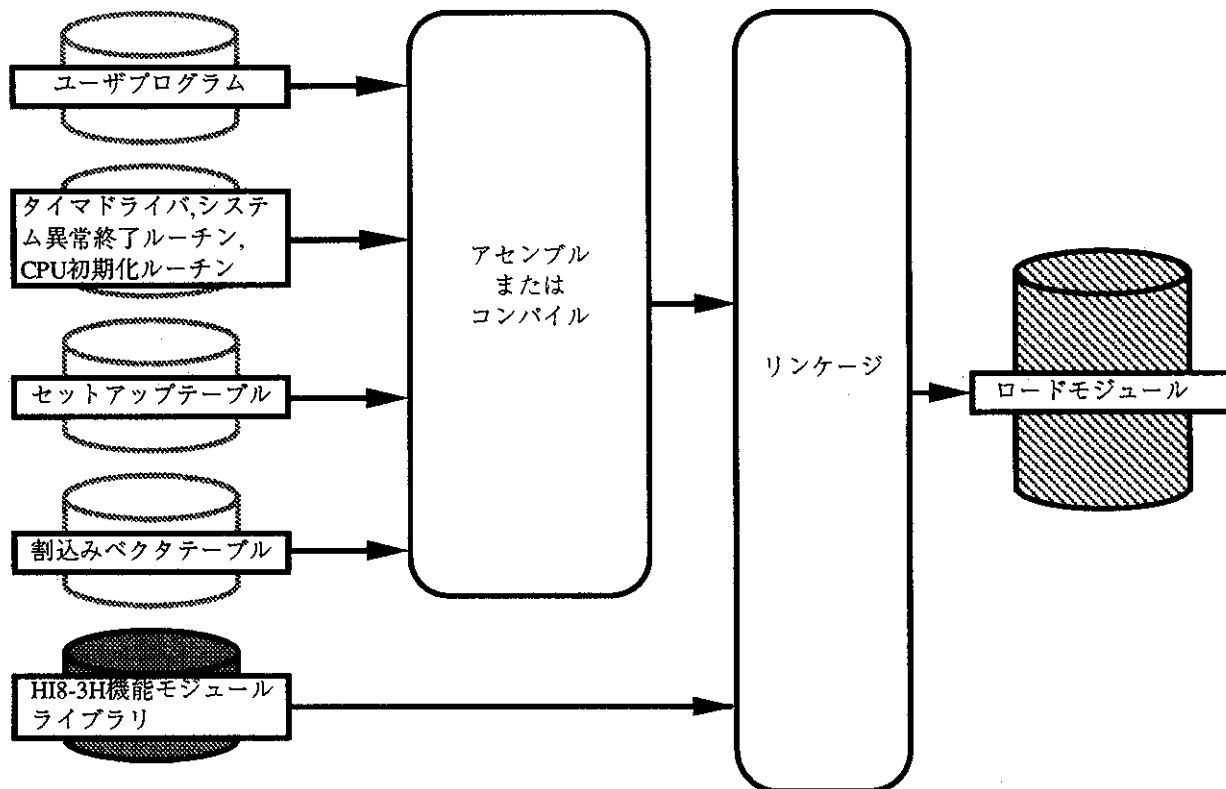 ユーザプログラム
タイマドライバ,システ
ム異常終了ルーチン,
CPU初期化ルーチン
セットアップテーブル
割込みベクタテーブル
HI8-3H機能モジュール
ライブラリ
アセンブル
または
コンパイル
リンケージ
ロードモジュール